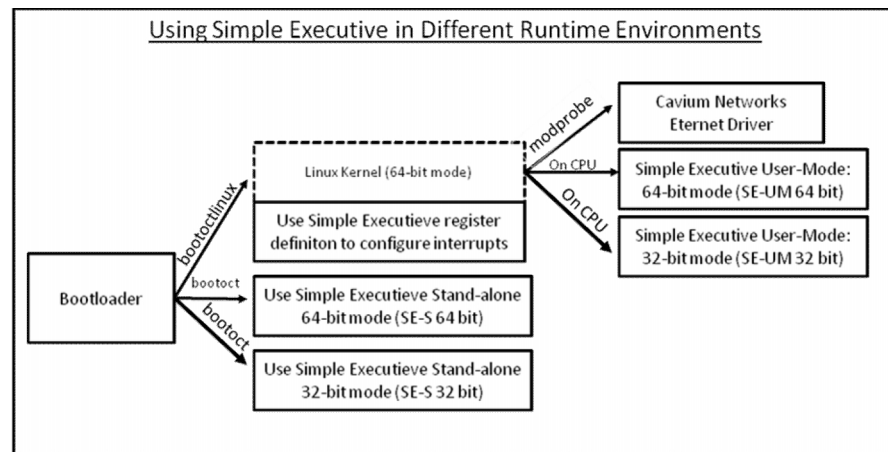 Using Simple Executive in Different Runtime Environments
modprobe
Cavium Networks
Eternet Driver
bootoctlinux
Linux Kernel (64-bit mode)
On CPU
Simple Executive User-Mode:
64-bit mode (SE-UM 64 bit)
Use Simple Executieve register
definiton to configure interrupts
On CPU
Simple Executive User-Mode:
32-bit mode (SE-UM 32 bit)
Bootloader
bootoct
Use Simple Executieve Stand-alone
64-bit mode (SE-S 64 bit)
bootoct
Use Simple Executieve Stand-alone
32-bit mode (SE-S 32 bit)